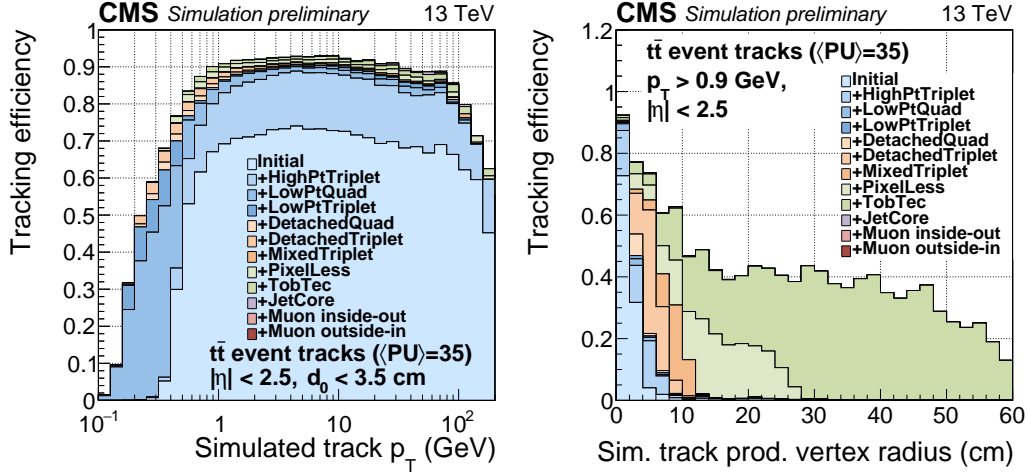 CMS Simulation preliminary 13 TeV
Tracking efficiency
1
0.9
0.8
0.7
0.6
0.5
0.4
0.3
0.2
0.1
0
Initial
+HighPtTriplet
+LowPtQuad
+LowPtTriplet
+DetachedQuad
+DetachedTriplet
+MixedTriplet
+PixelLess
+TobTec
+JetCore
+Muon inside-out
+Muon outside-in
tt̄ event tracks (⟨PU⟩=35)
|η| < 2.5, d₀ < 3.5 cm
10⁻¹ 1 10 10²
Simulated track p_T (GeV)
CMS Simulation preliminary 13 TeV
Tracking efficiency
1.2
1
0.8
0.6
0.4
0.2
0
tt̄ event tracks (⟨PU⟩=35)
p_T > 0.9 GeV,
|η| < 2.5
Initial
+HighPtTriplet
+LowPtQuad
+LowPtTriplet
+DetachedQuad
+DetachedTriplet
+MixedTriplet
+PixelLess
+TobTec
+JetCore
+Muon inside-out
+Muon outside-in
0 10 20 30 40 50 60
Sim. track prod. vertex radius (cm)